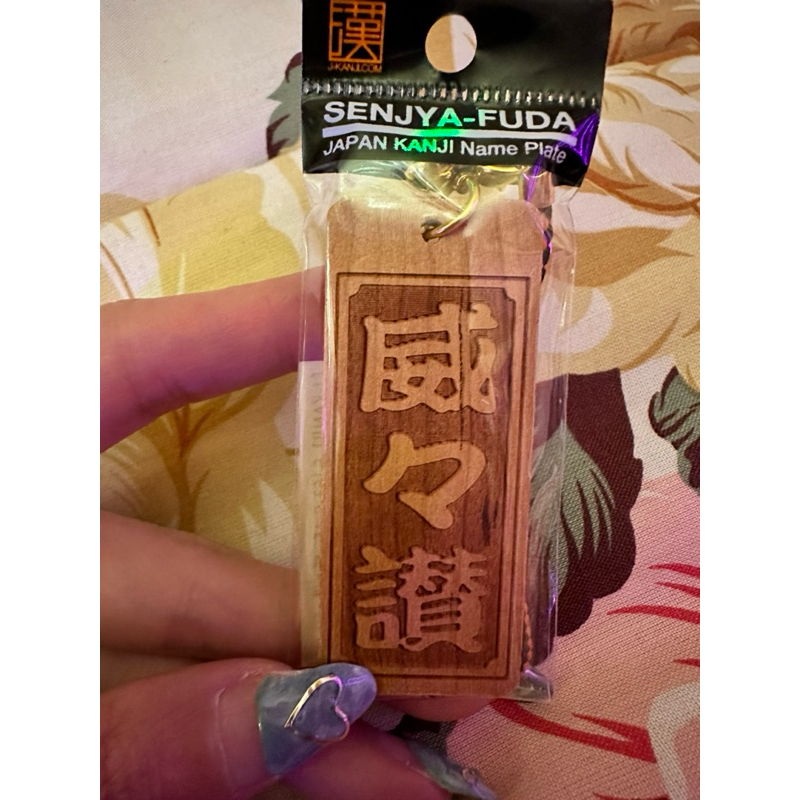 漢
J-KANJI.COM
SENJYA-FUDA
JAPAN KANJI Name Plate
威々讃